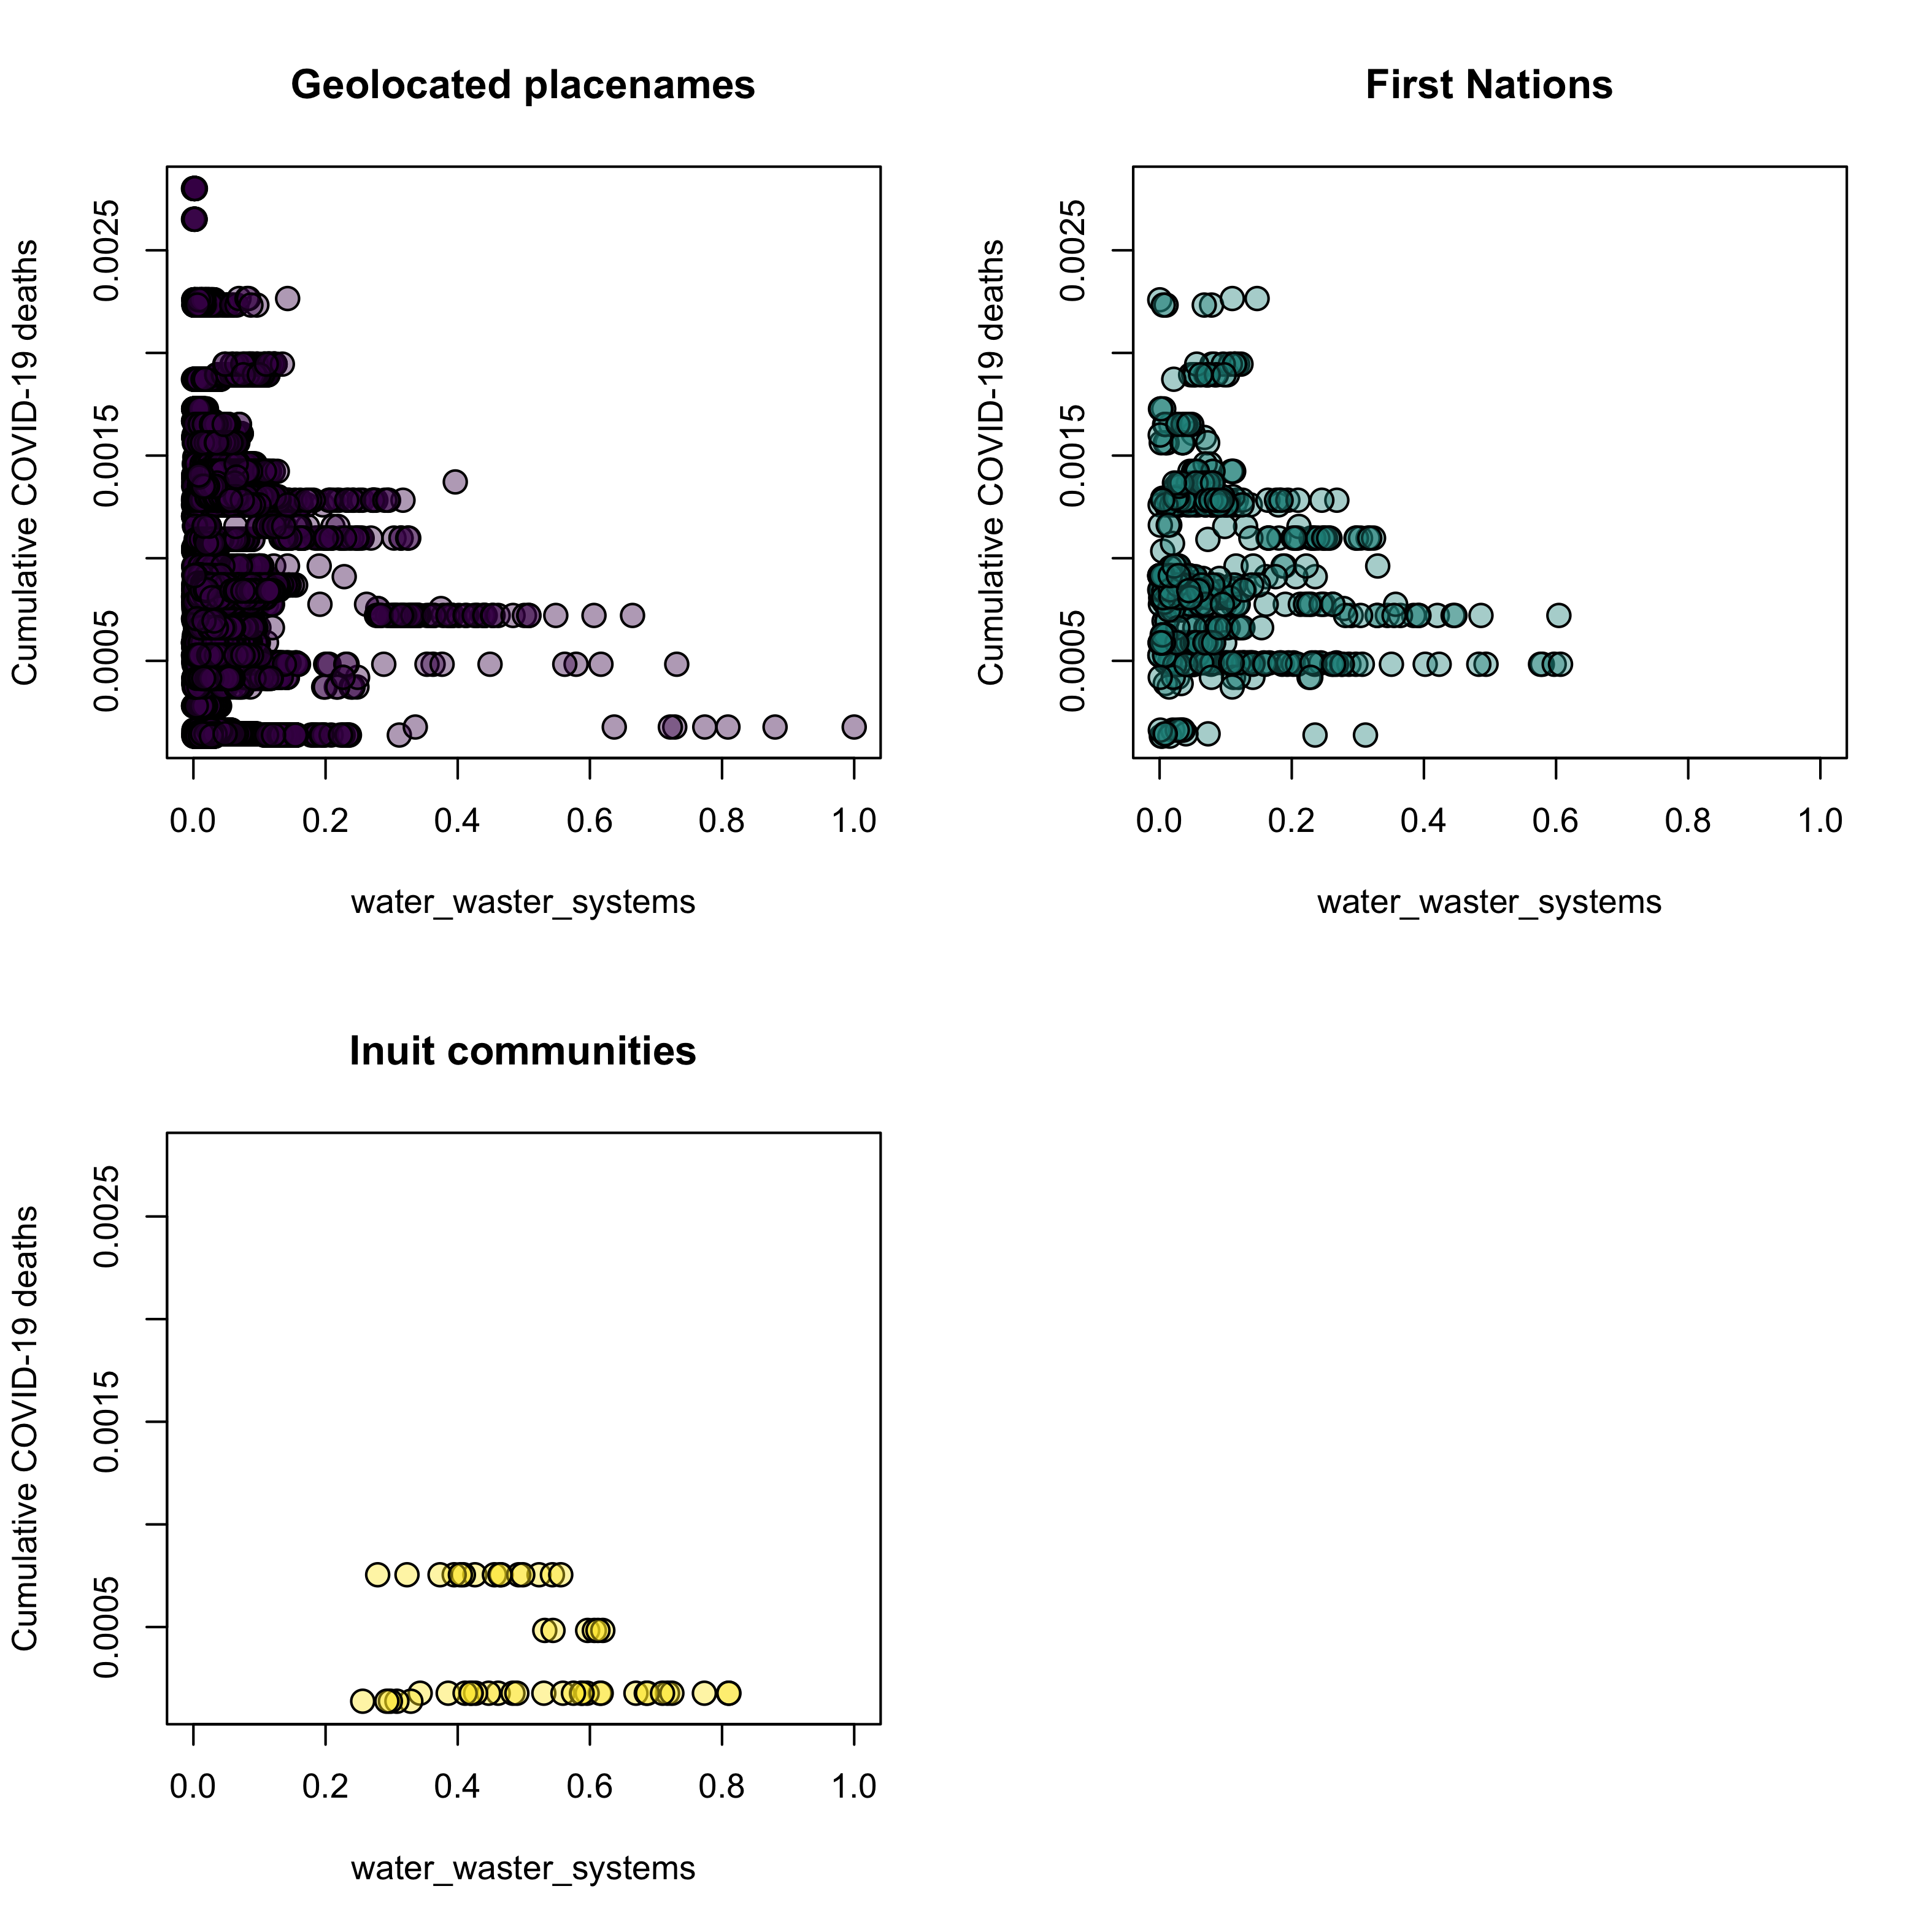 Geolocated placenames
Cumulative COVID-19 deaths
0.0025
0.0015
0.0005
0.0 0.2 0.4 0.6 0.8 1.0
water_waster_systems
First Nations
Cumulative COVID-19 deaths
0.0025
0.0015
0.0005
0.0 0.2 0.4 0.6 0.8 1.0
water_waster_systems
Inuit communities
Cumulative COVID-19 deaths
0.0025
0.0015
0.0005
0.0 0.2 0.4 0.6 0.8 1.0
water_waster_systems